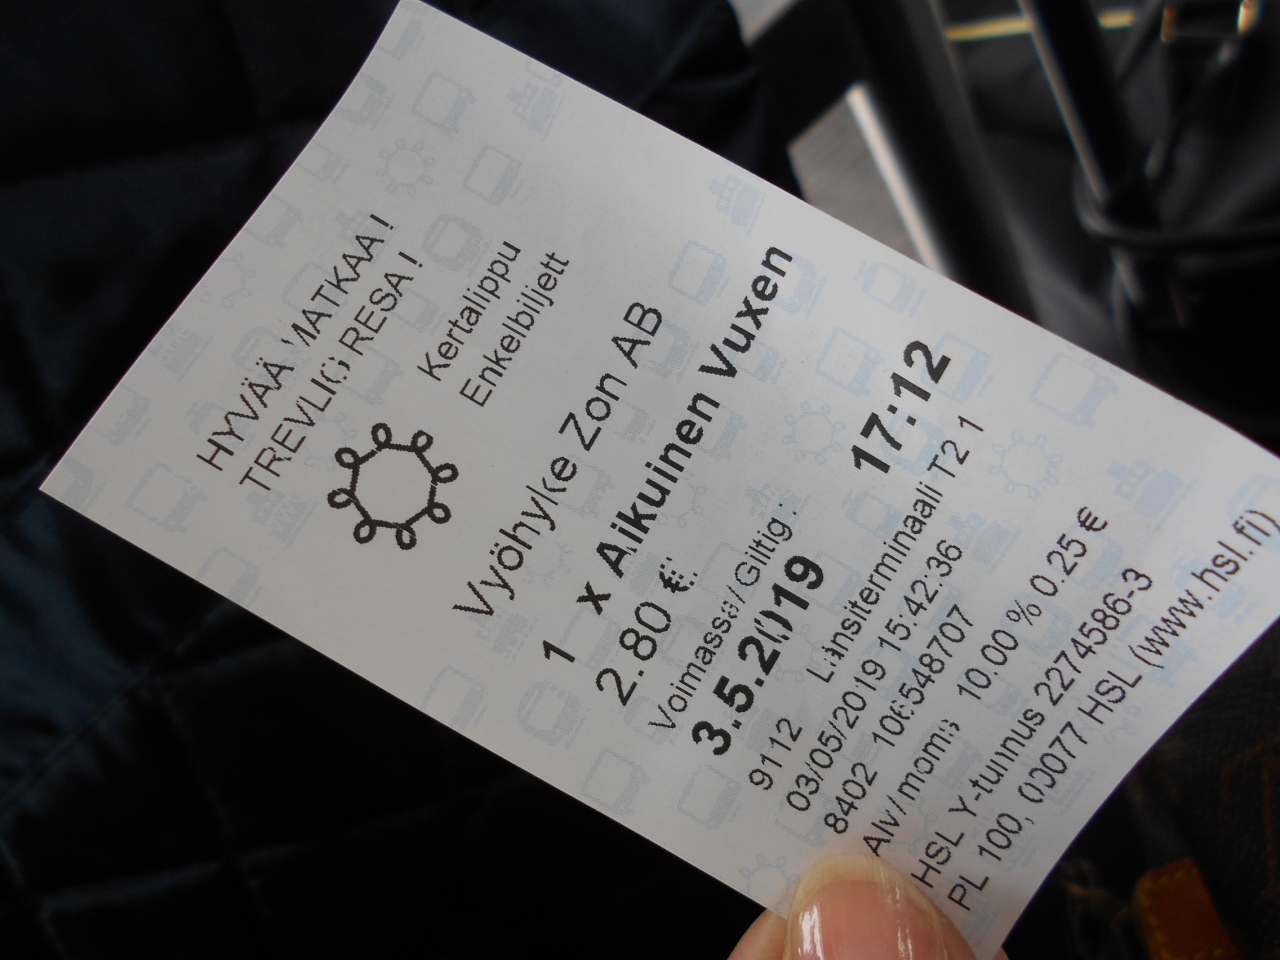 HYVÄÄ MATKAA!
TREVLIG RESA!
Kertalippu
Enkelbiljett
Vyöhyke Zon AB
1 x Aikuinen Vuxen
2.80 €
Voimassa/Giltig:
3.5.2019 17:12
9112 Länsiterminaali T2 1
03/05/2019 15:42:36
8402 106548707
Alv/moms 10.00 % 0.25 €
HSL Y-tunnus 2274586-3
PL 100, 00077 HSL (www.hsl.fi)